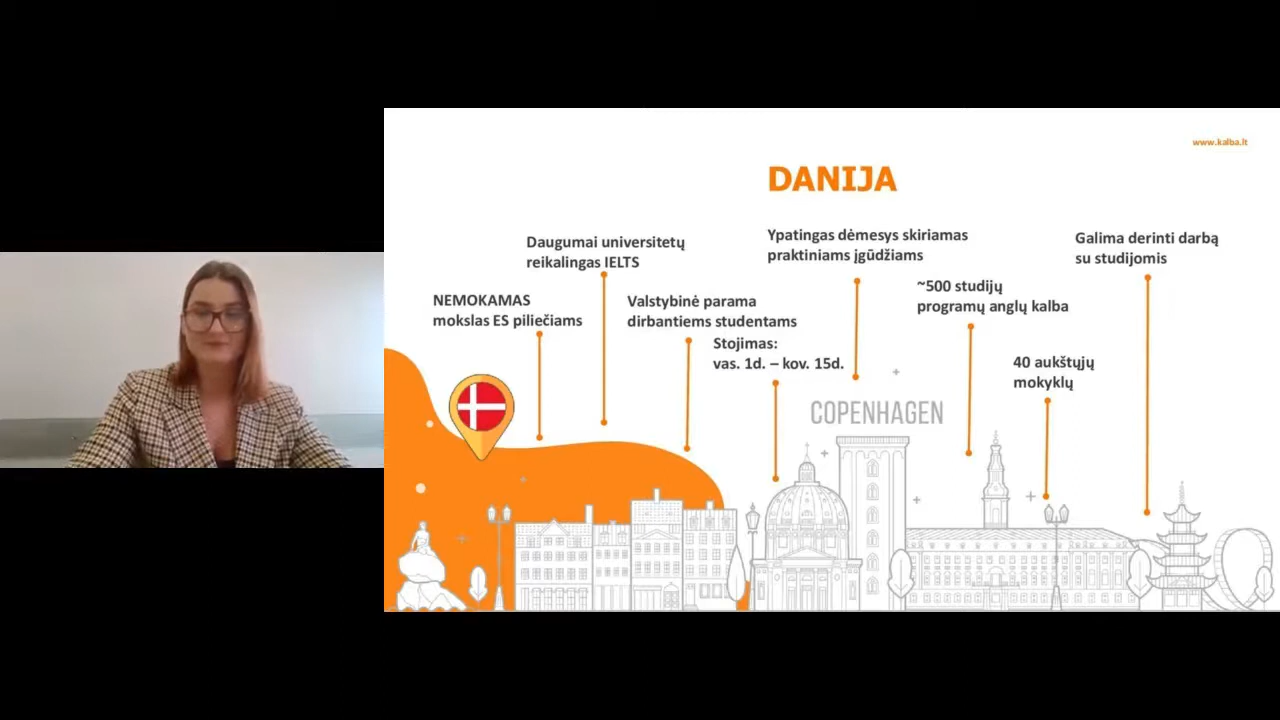 www.kalba.lt
DANIJA
Daugumai universitetų
reikalingas IELTS
Ypatingas dėmesys skiriamas
praktiniams įgūdžiams
Galima derinti darbą
su studijomis
NEMOKAMAS
mokslas ES piliečiams
Valstybinė parama
dirbantiems studentams
~500 studijų
programų anglų kalba
Stojimas:
vas. 1d. – kov. 15d.
40 aukštųjų
mokyklų
COPENHAGEN